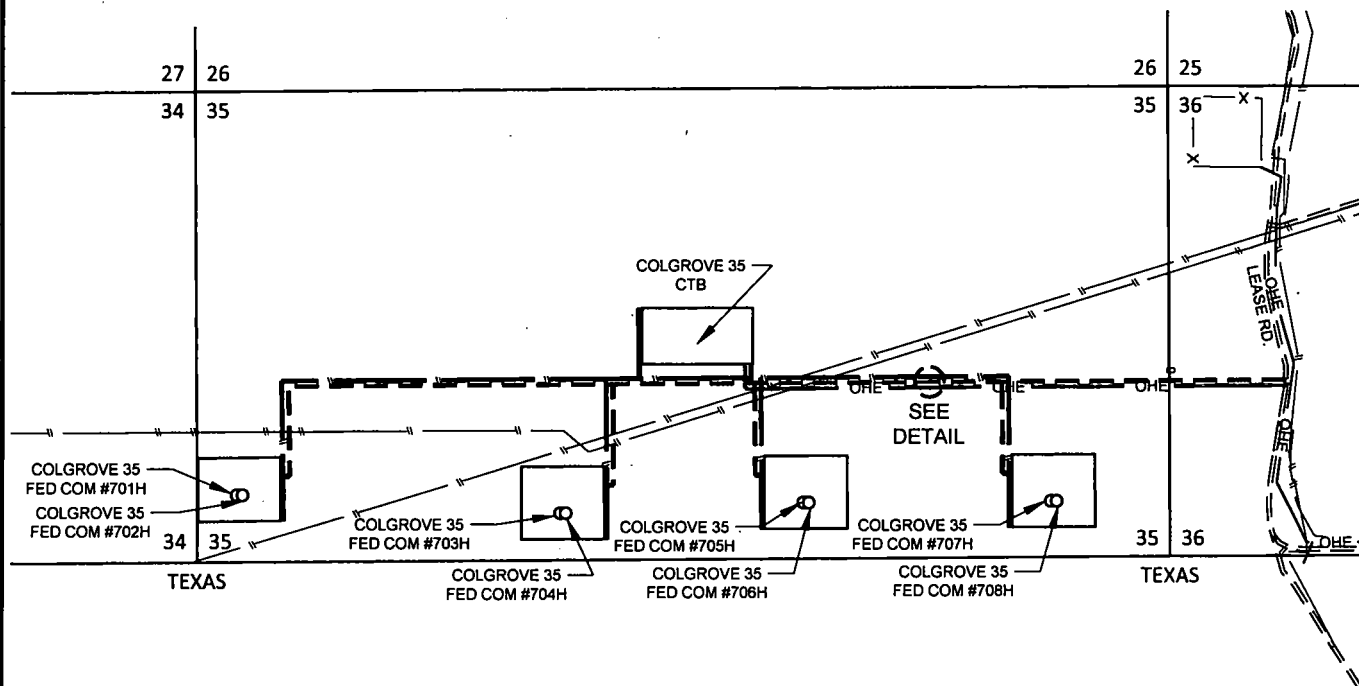 27 26
26 25
34 35
35 36
X
X
OHE
LEASE RD.
COLGROVE 35
CTB
OHE
OHE
OHE
SEE
DETAIL
OHE
COLGROVE 35
FED COM #701H
COLGROVE 35
FED COM #702H
COLGROVE 35
FED COM #703H
COLGROVE 35
FED COM #705H
COLGROVE 35
FED COM #707H
34 35
35 36
OHE
TEXAS
COLGROVE 35
FED COM #704H
COLGROVE 35
FED COM #706H
COLGROVE 35
FED COM #708H
TEXAS